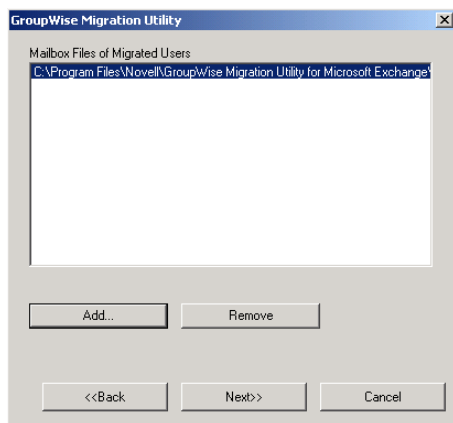 GroupWise Migration Utility
Mailbox Files of Migrated Users
C:\Program Files\Novell\GroupWise Migration Utility for Microsoft Exchange\
Add...
Remove
<<Back
Next>>
Cancel